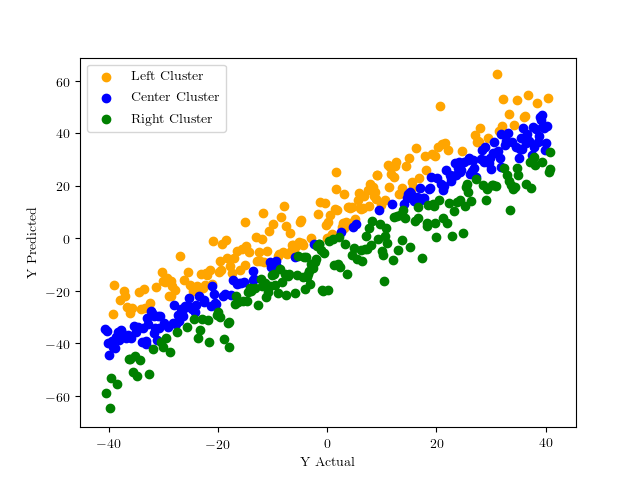 Left Cluster
Center Cluster
Right Cluster
60
40
20
0
−20
−40
−60
Y Predicted
−40 −20 0 20 40
Y Actual